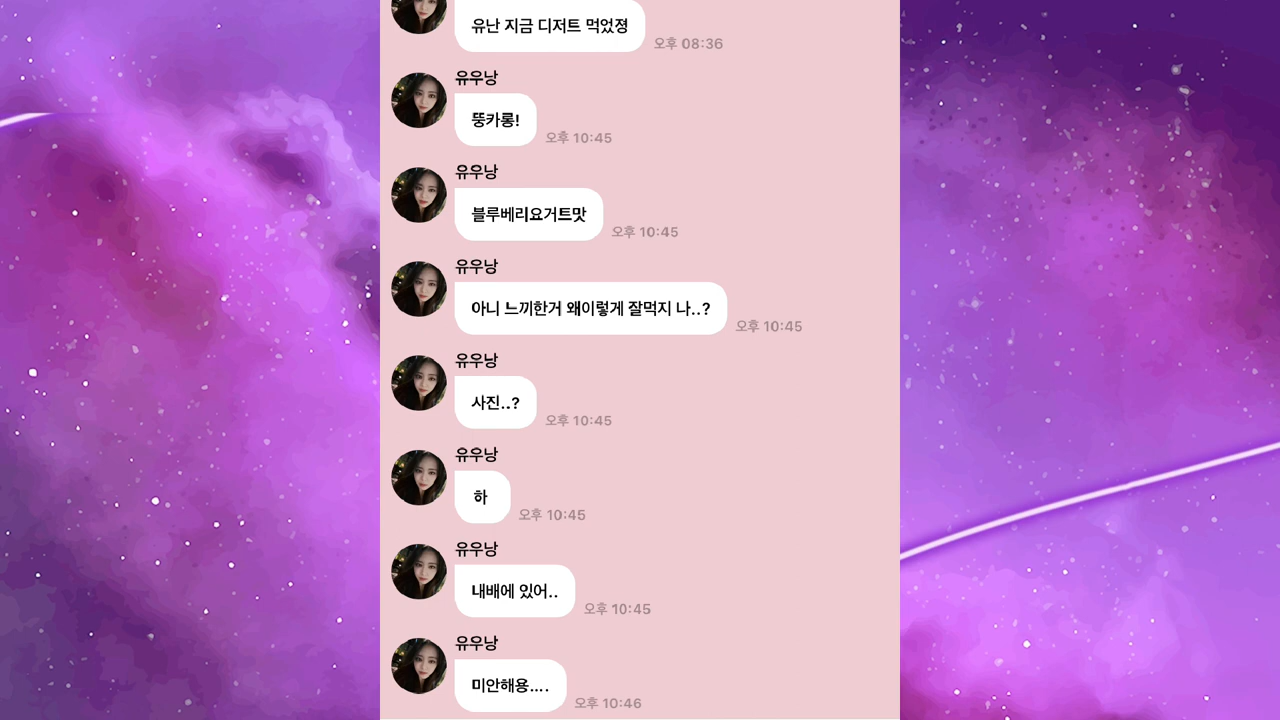 유난 지금 디저트 먹었졍
오후 08:36
유우낭
뚱카롱!
오후 10:45
유우낭
블루베리요거트맛
오후 10:45
유우낭
아니 느끼한거 왜이렇게 잘먹지 나..?
오후 10:45
유우낭
사진..?
오후 10:45
유우낭
하
오후 10:45
유우낭
내배에 있어..
오후 10:45
유우낭
미안해용....
오후 10:46